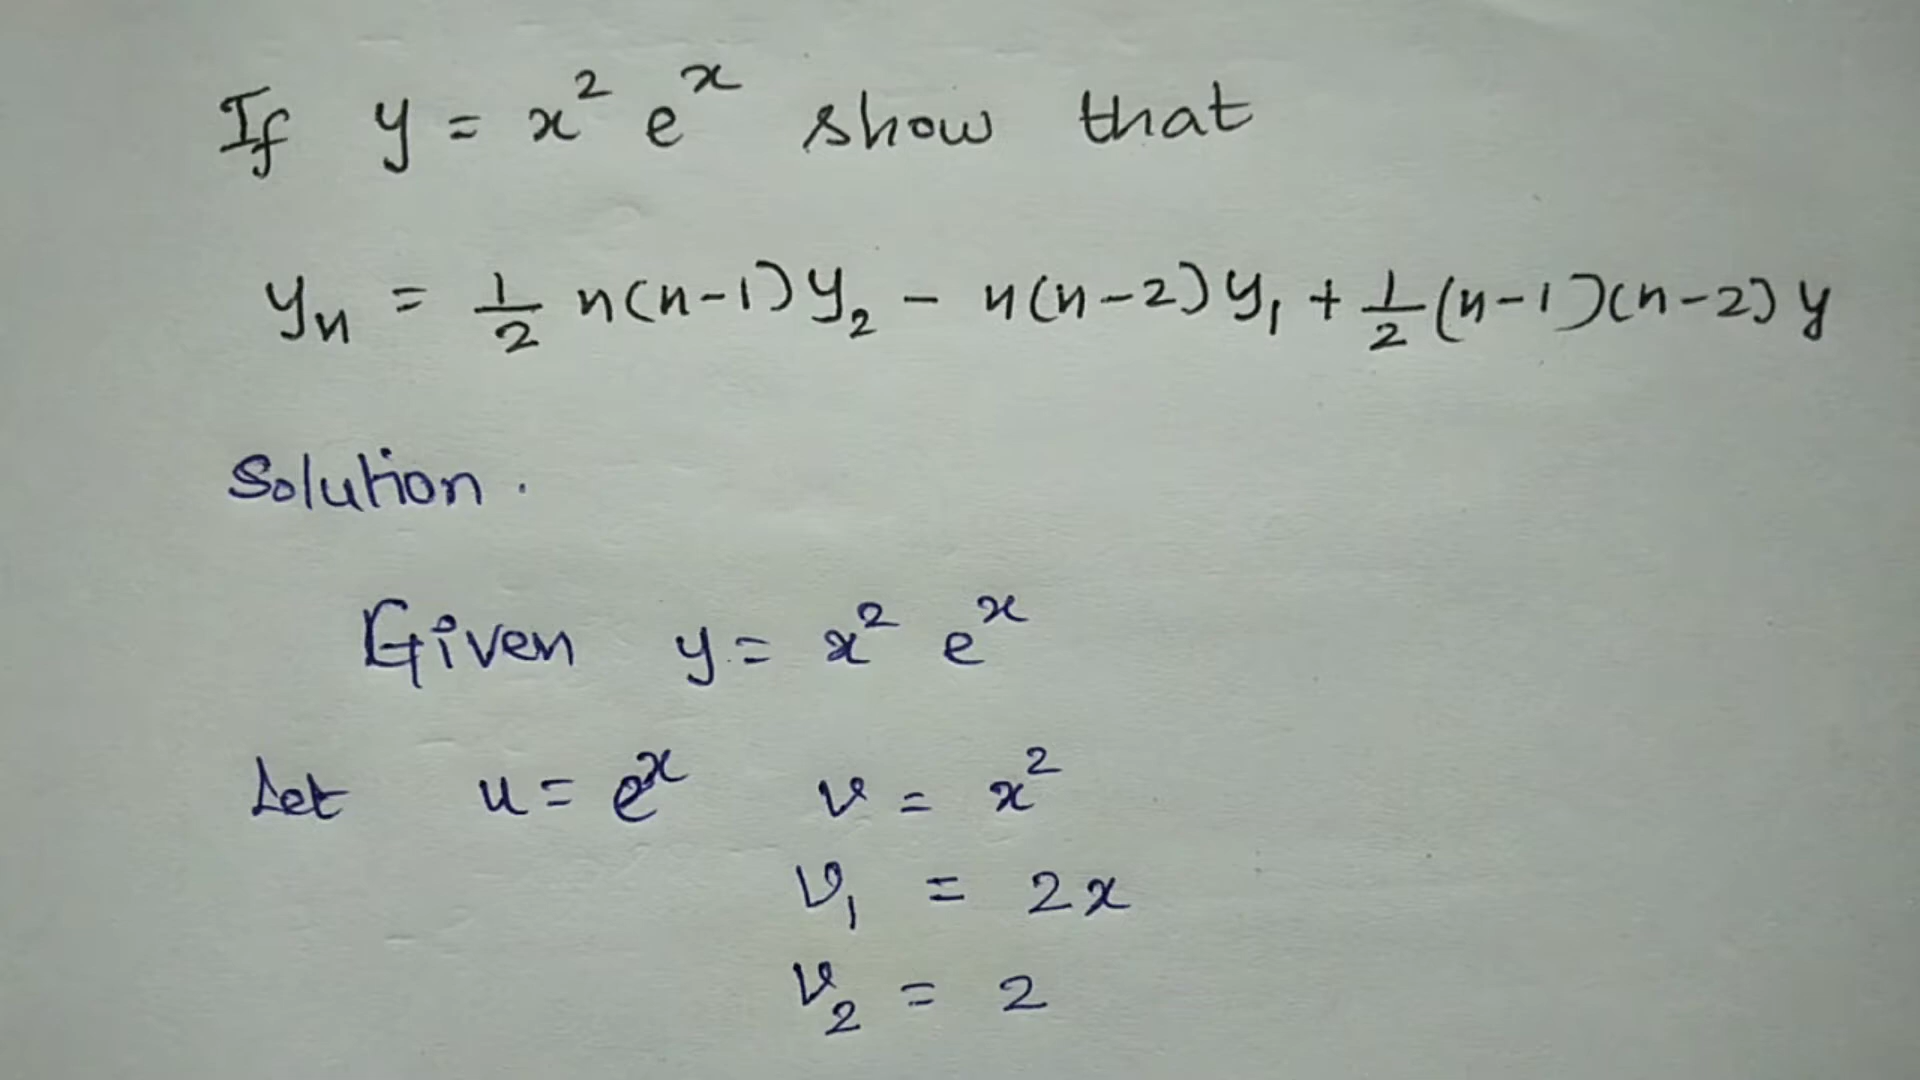 If y = x² eˣ show that
yₙ = 1/2 n(n-1)y₂ - n(n-2)y₁ + 1/2 (n-1)(n-2)y
Solution.
Given y = x² eˣ
Let u = eˣ v = x²
v₁ = 2x
v₂ = 2